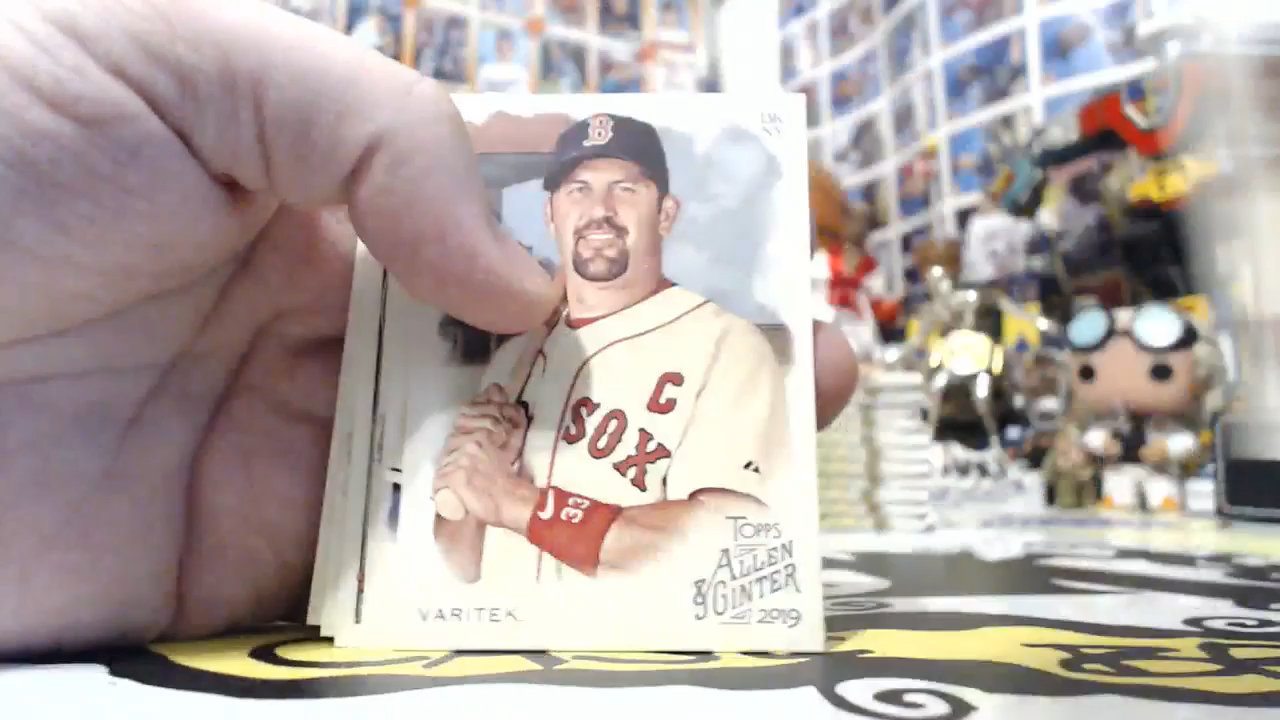 B
C
SOX
33
TOPPS
ALLEN
& GINTER
2019
VARITEK